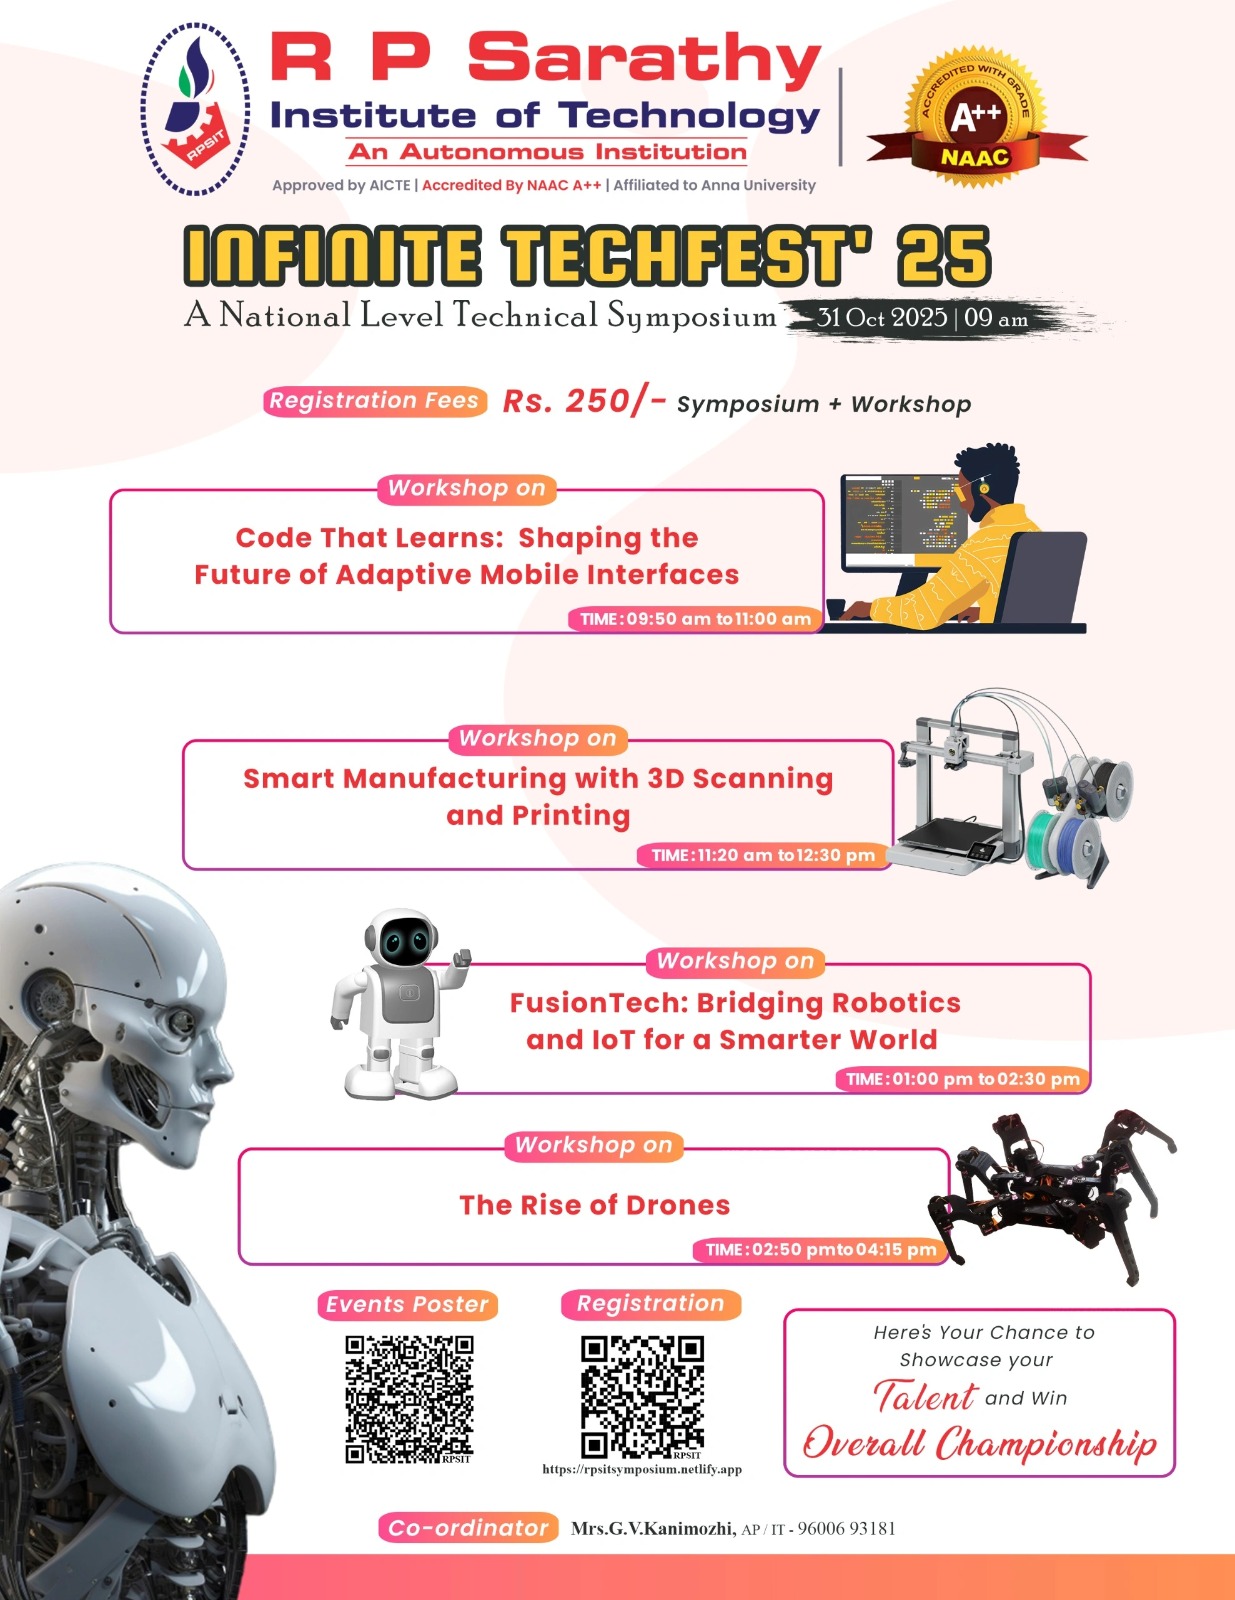 RPSIT
R P Sarathy
Institute of Technology
An Autonomous Institution
Approved by AICTE | Accredited By NAAC A++ | Affiliated to Anna University
ACCREDITED WITH GRADE
A++
NAAC
INFINITE TECHFEST' 25
A National Level Technical Symposium
31 Oct 2025 | 09 am
Registration Fees Rs. 250/- Symposium + Workshop
Workshop on
Code That Learns: Shaping the
Future of Adaptive Mobile Interfaces
TIME : 09:50 am to 11:00 am
Workshop on
Smart Manufacturing with 3D Scanning
and Printing
TIME : 11:20 am to 12:30 pm
Workshop on
FusionTech: Bridging Robotics
and IoT for a Smarter World
TIME : 01:00 pm to 02:30 pm
Workshop on
The Rise of Drones
TIME : 02:50 pm to 04:15 pm
Events Poster
RPSIT
Registration
RPSIT
https://rpsitsymposium.netlify.app
Here's Your Chance to
Showcase your
Talent and Win
Overall Championship
Co-ordinator Mrs.G.V.Kanimozhi, AP / IT - 96006 93181